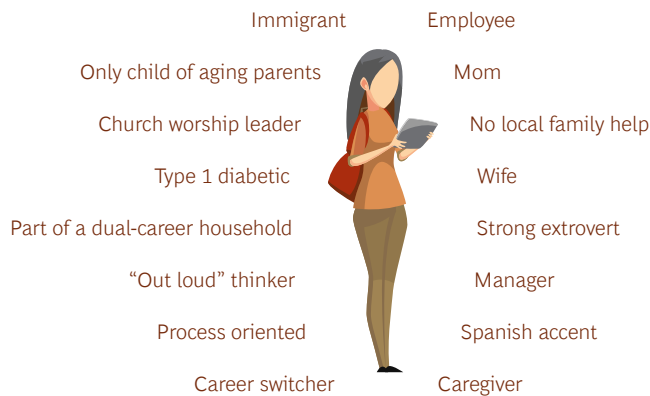 Immigrant
Employee
Only child of aging parents
Mom
Church worship leader
No local family help
Type 1 diabetic
Wife
Part of a dual-career household
Strong extrovert
“Out loud” thinker
Manager
Process oriented
Spanish accent
Career switcher
Caregiver